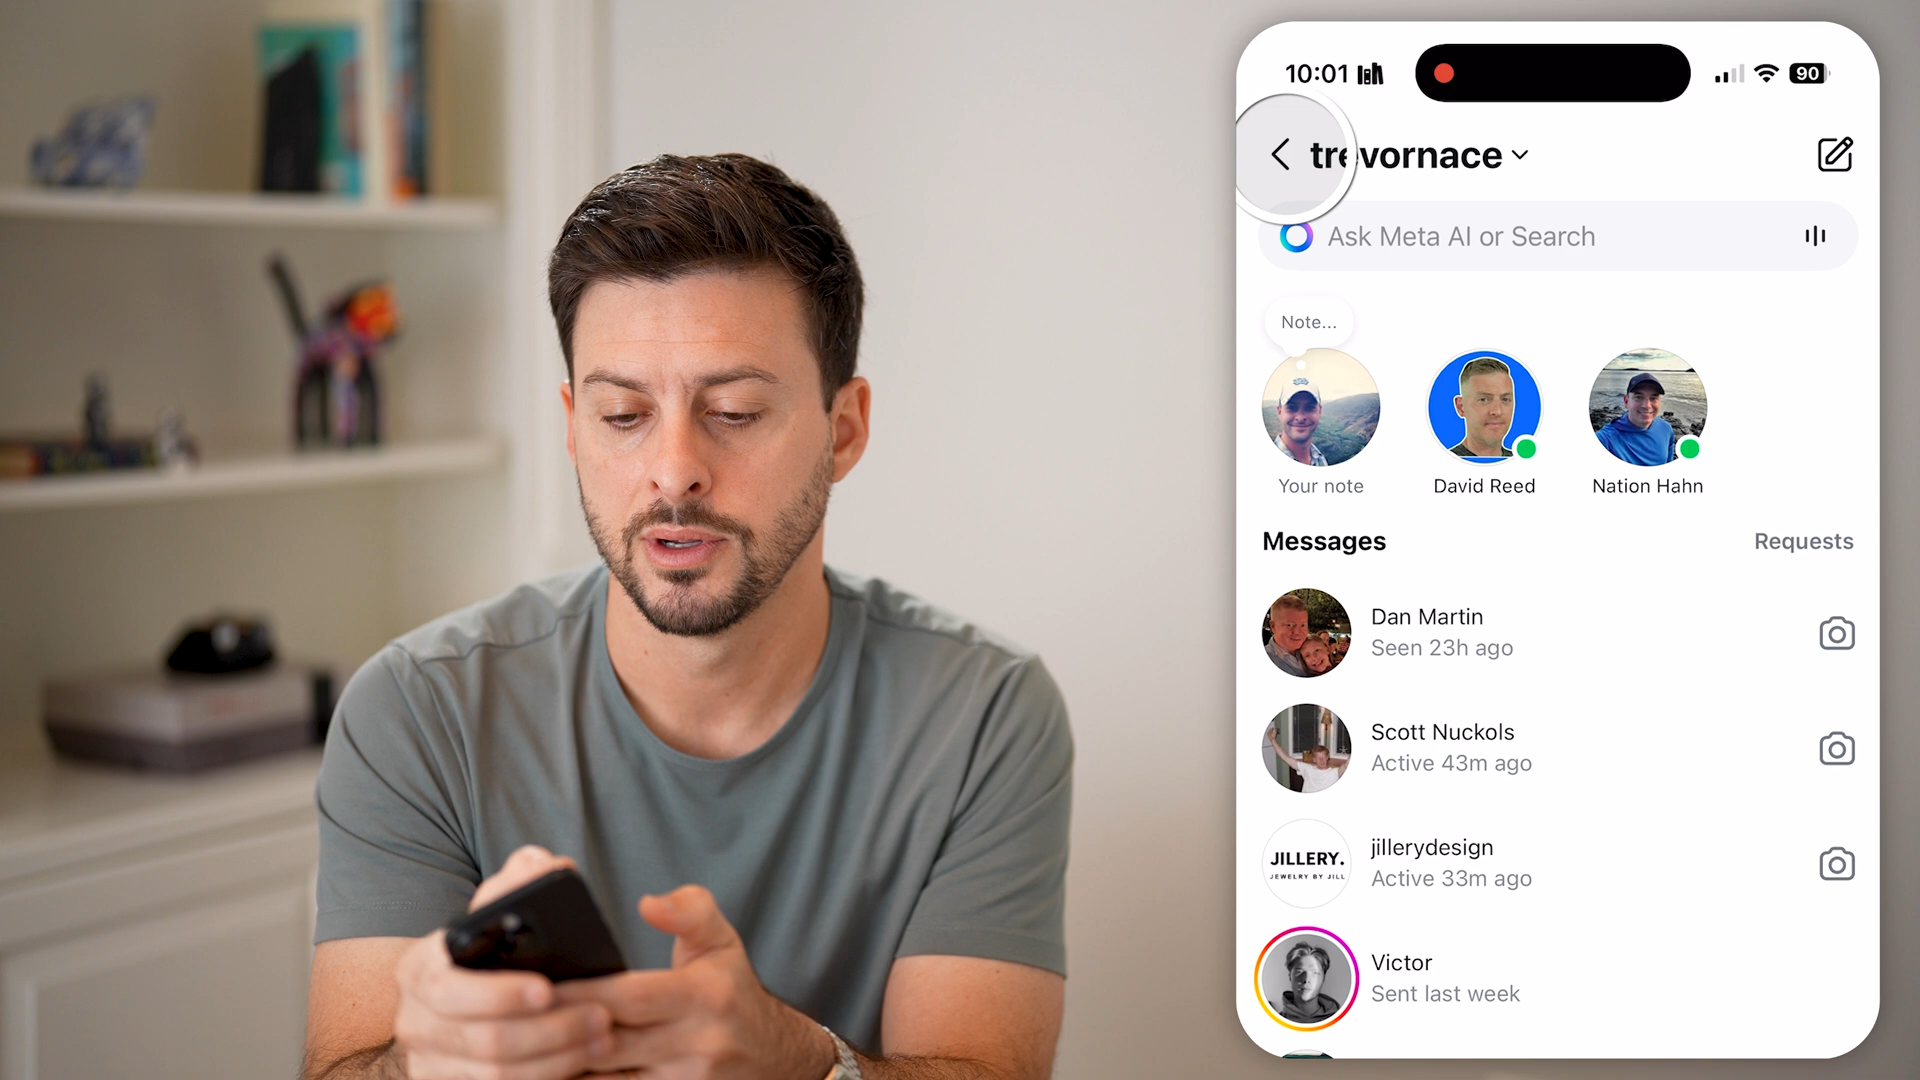 10:01
90
trevornace
Ask Meta AI or Search
Note...
Your note
David Reed
Nation Hahn
Messages
Requests
Dan Martin
Seen 23h ago
Scott Nuckols
Active 43m ago
JILLERY.
JEWELRY BY JILL
jillerydesign
Active 33m ago
Victor
Sent last week